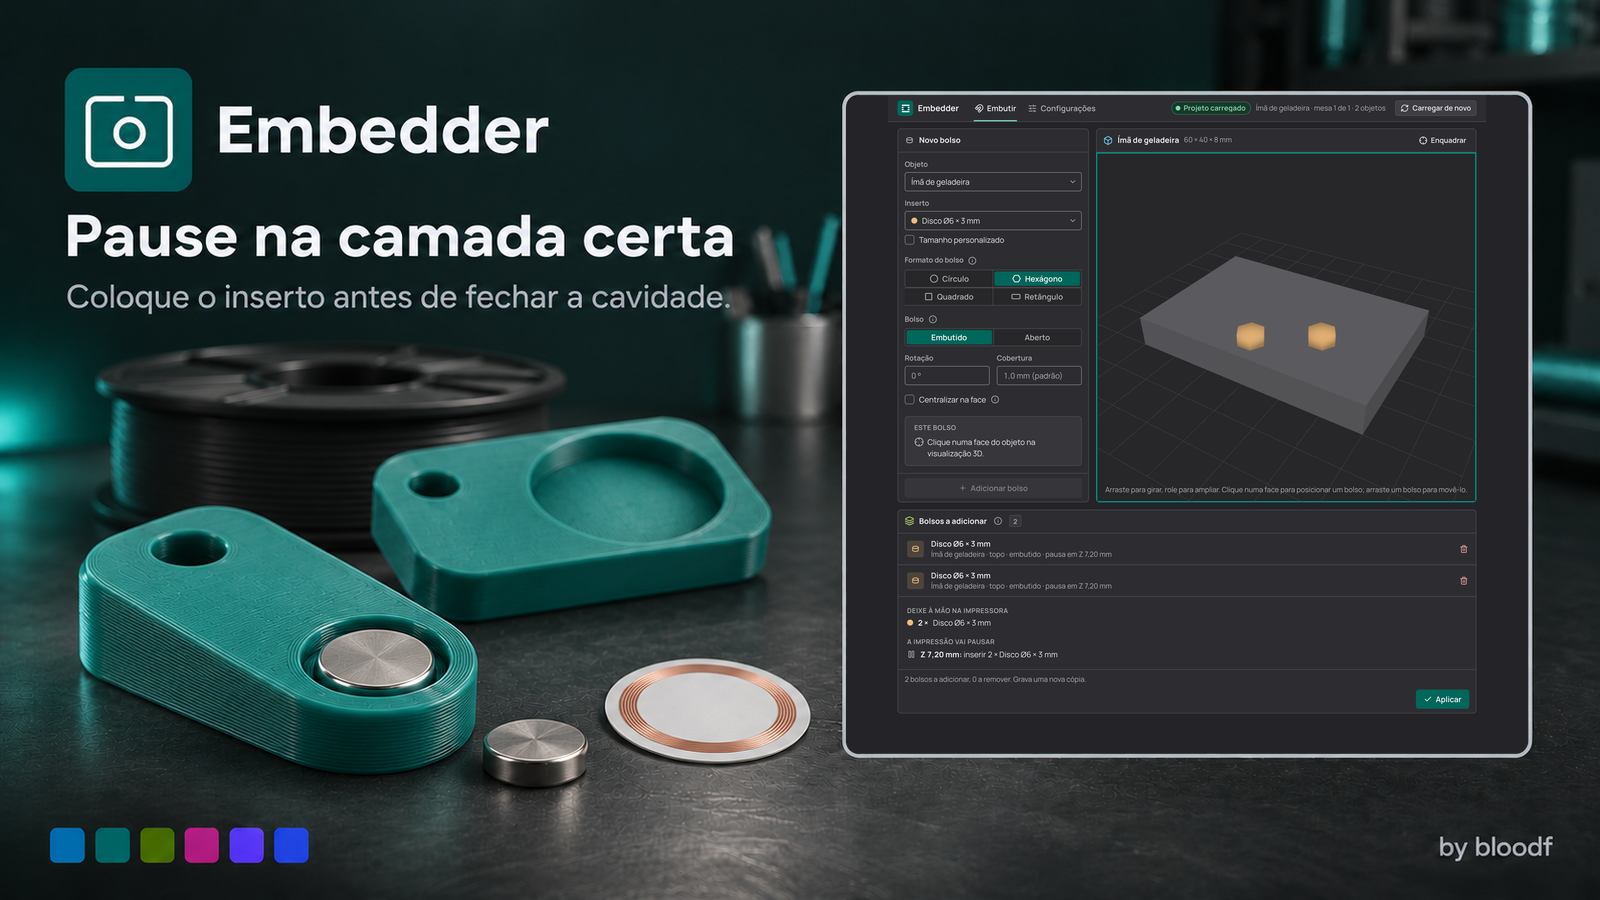 Embedder
Pause na camada certa
Coloque o inserto antes de fechar a cavidade.
Embedder
Embutir
Configurações
Projeto carregado
Ímã de geladeira · mesa 1 de 1 · 2 objetos
Carregar de novo
Novo bolso
Objeto
Ímã de geladeira
Inserto
Disco Ø6 × 3 mm
Tamanho personalizado
Formato do bolso
Círculo
Hexágono
Quadrado
Retângulo
Bolso
Embutido
Aberto
Rotação
Cobertura
0 °
1,0 mm (padrão)
Centralizar na face
ESTE BOLSO
Clique numa face do objeto na
visualização 3D.
+ Adicionar bolso
Ímã de geladeira 60 × 40 × 8 mm
Enquadrar
Arraste para girar, role para ampliar. Clique numa face para posicionar um bolso; arraste um bolso para movê-lo.
Bolsos a adicionar 2
Disco Ø6 × 3 mm
Ímã de geladeira · topo · embutido · pausa em Z 7,20 mm
Disco Ø6 × 3 mm
Ímã de geladeira · topo · embutido · pausa em Z 7,20 mm
DEIXE À MÃO NA IMPRESSORA
2 × Disco Ø6 × 3 mm
A IMPRESSÃO VAI PAUSAR
Z 7,20 mm: inserir 2 × Disco Ø6 × 3 mm
2 bolsos a adicionar, 0 a remover. Grava uma nova cópia.
Aplicar
by bloodf